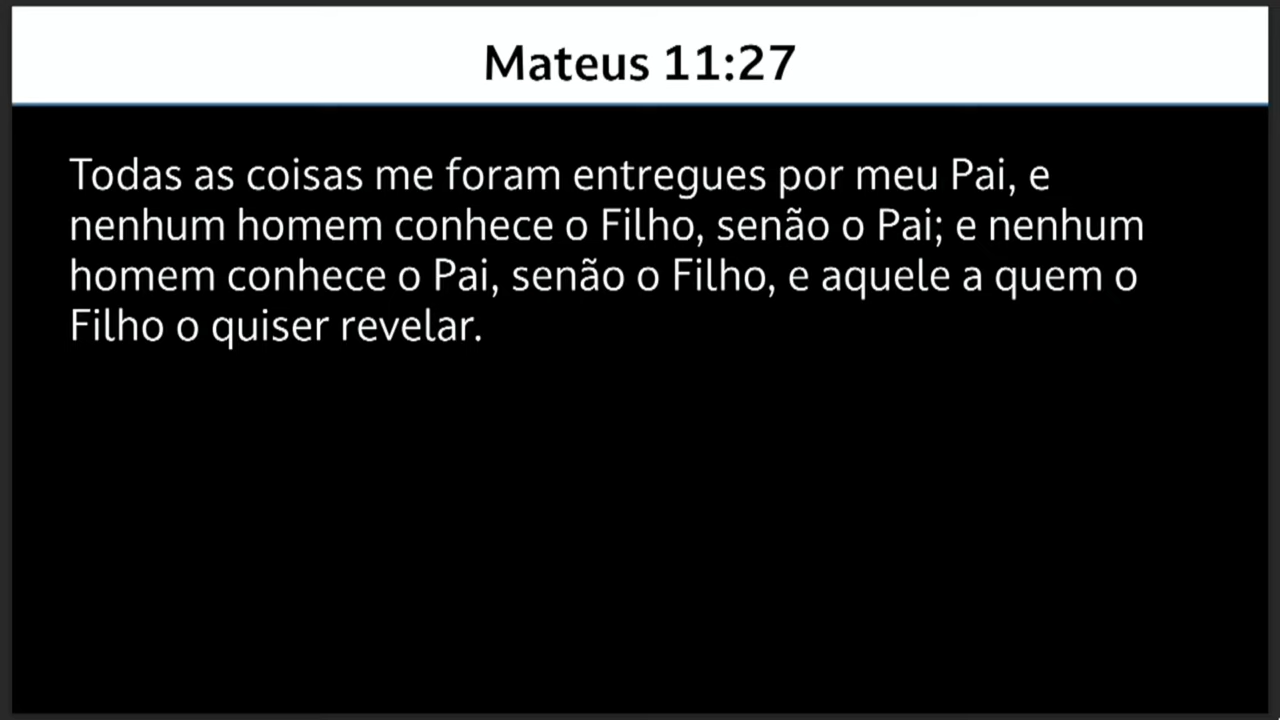 Mateus 11:27
Todas as coisas me foram entregues por meu Pai, e
nenhum homem conhece o Filho, senão o Pai; e nenhum
homem conhece o Pai, senão o Filho, e aquele a quem o
Filho o quiser revelar.